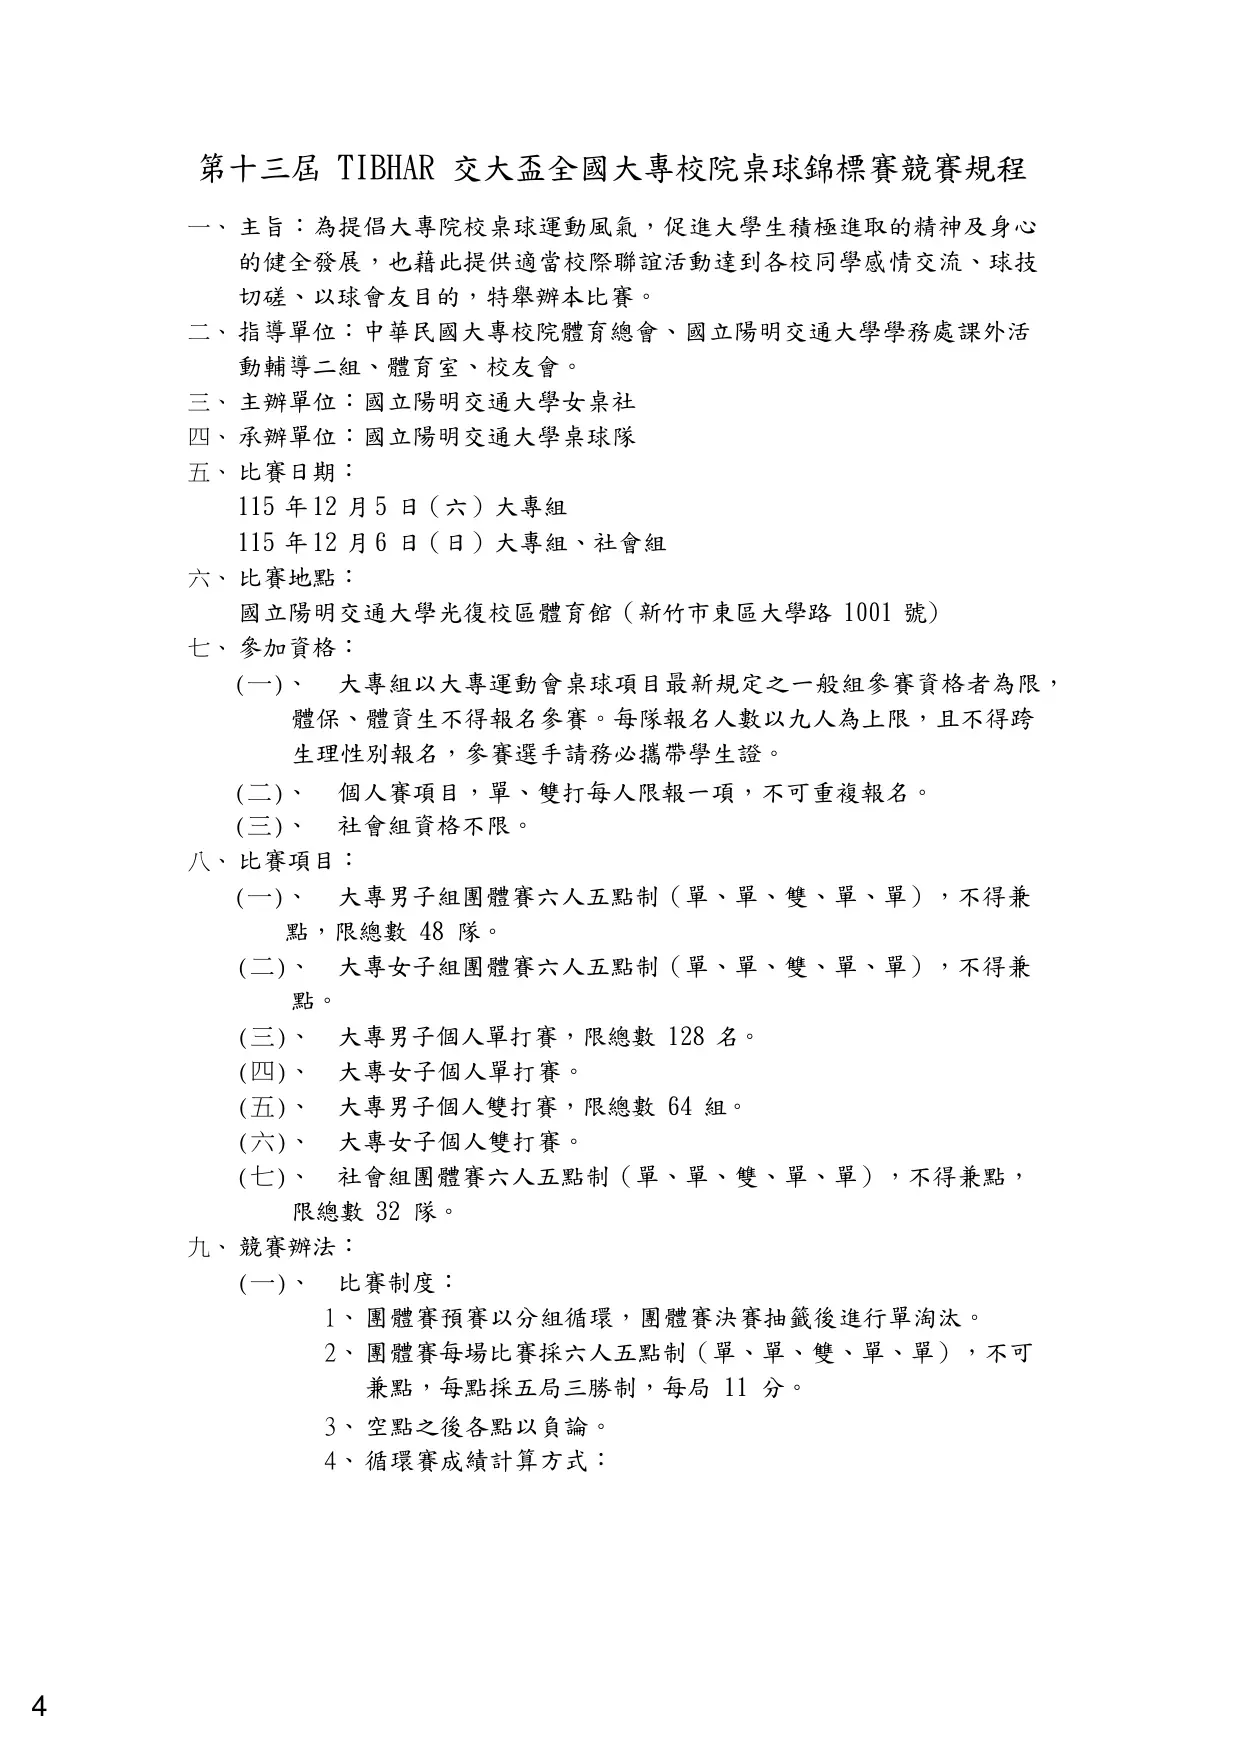 第十三屆 TIBHAR 交大盃全國大專校院桌球錦標賽競賽規程
一、主旨：為提倡大專院校桌球運動風氣，促進大學生積極進取的精神及身心
的健全發展，也藉此提供適當校際聯誼活動達到各校同學感情交流、球技
切磋、以球會友目的，特舉辦本比賽。
二、指導單位：中華民國大專校院體育總會、國立陽明交通大學學務處課外活
動輔導二組、體育室、校友會。
三、主辦單位：國立陽明交通大學女桌社
四、承辦單位：國立陽明交通大學桌球隊
五、比賽日期：
115 年12 月5 日（六）大專組
115 年12 月6 日（日）大專組、社會組
六、比賽地點：
國立陽明交通大學光復校區體育館（新竹市東區大學路 1001 號）
七、參加資格：
(一)、 大專組以大專運動會桌球項目最新規定之一般組參賽資格者為限，
體保、體資生不得報名參賽。每隊報名人數以九人為上限，且不得跨
生理性別報名，參賽選手請務必攜帶學生證。
(二)、 個人賽項目，單、雙打每人限報一項，不可重複報名。
(三)、 社會組資格不限。
八、比賽項目：
(一)、 大專男子組團體賽六人五點制（單、單、雙、單、單），不得兼
點，限總數 48 隊。
(二)、 大專女子組團體賽六人五點制（單、單、雙、單、單），不得兼
點。
(三)、 大專男子個人單打賽，限總數 128 名。
(四)、 大專女子個人單打賽。
(五)、 大專男子個人雙打賽，限總數 64 組。
(六)、 大專女子個人雙打賽。
(七)、 社會組團體賽六人五點制（單、單、雙、單、單），不得兼點，
限總數 32 隊。
九、競賽辦法：
(一)、 比賽制度：
1、團體賽預賽以分組循環，團體賽決賽抽籤後進行單淘汰。
2、團體賽每場比賽採六人五點制（單、單、雙、單、單），不可
兼點，每點採五局三勝制，每局 11 分。
3、空點之後各點以負論。
4、循環賽成績計算方式：
4